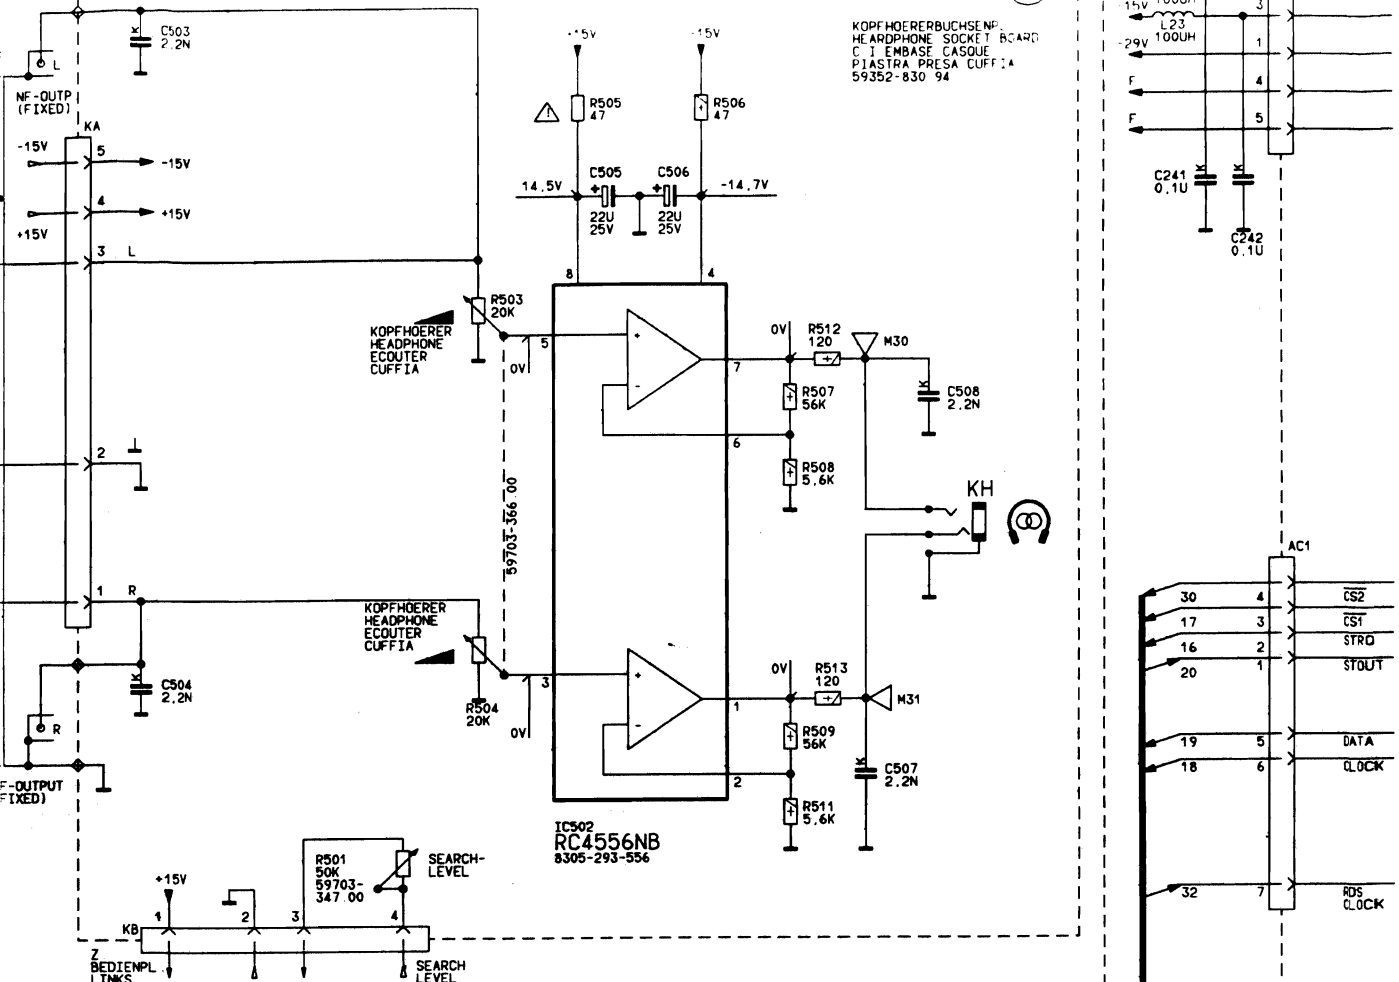 C503
2.2N
L
NF-OUTP
(FIXED)
KA
-15V
5
-15V
4
+15V
+15V
3
L
2
1
R
C504
2.2N
R
F-OUTPUT
FIXED)
-15V
-15V
R505
47
R506
47
C505
C506
14.5V
-14.7V
+
+
22U
25V
22U
25V
8
4
KOPFHOERERBUCHSENP.
HEARDPHONE SOCKET BOARD
C I EMBASE CASQUE
PIASTRA PRESA CUFFIA
59352-830 94
R503
20K
KOPFHOERER
HEADPHONE
ECOUTER
CUFFIA
0V
5
+
-
7
6
0V
R512
120
M30
R507
56K
C508
2.2N
R508
5.6K
59703-366.00
KH
KOPFHOERER
HEADPHONE
ECOUTER
CUFFIA
R504
20K
0V
3
+
-
1
2
0V
R513
120
M31
R509
56K
C507
2.2N
R511
5.6K
IC502
RC4556NB
8305-293-556
R501
50K
59703-
347.00
SEARCH-
LEVEL
+15V
KB
1
2
3
4
Z
BEDIENPL.
LINKS
SEARCH
LEVEL
15V
100UH
3
L23
100UH
-29V
1
F
4
F
5
C241
0.1U
C242
0.1U
AC1
30
4
CS2
17
3
CS1
16
2
STRO
20
1
STOUT
19
5
DATA
18
6
CLOCK
32
7
RDS
CLOCK